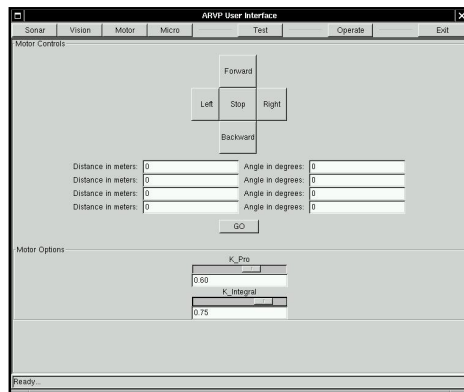 ARVP User Interface
Sonar Vision Motor Micro Test Operate Exit
Motor Controls
Forward
Left Stop Right
Backward
Distance in meters: 0 Angle in degrees: 0
Distance in meters: 0 Angle in degrees: 0
Distance in meters: 0 Angle in degrees: 0
Distance in meters: 0 Angle in degrees: 0
GO
Motor Options
K_Pro
0.60
K_Integral
0.75
Ready...